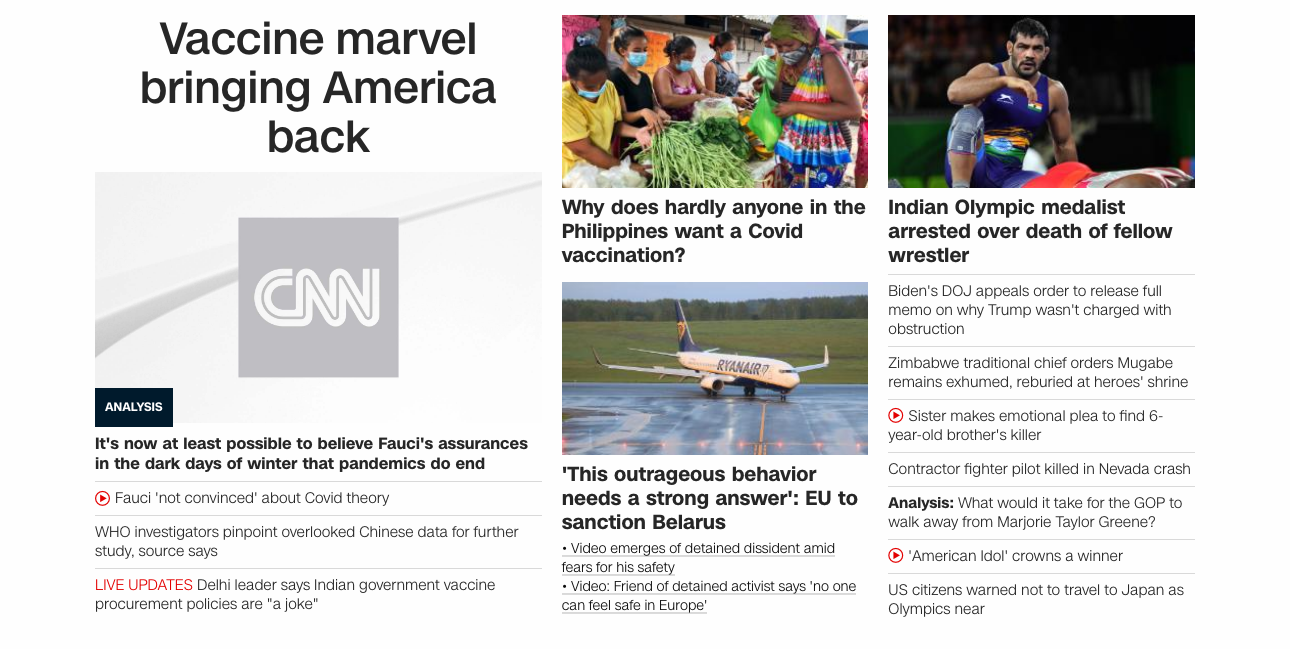 Vaccine marvel
bringing America
back
CNN
ANALYSIS
It's now at least possible to believe Fauci's assurances
in the dark days of winter that pandemics do end
Fauci 'not convinced' about Covid theory
WHO investigators pinpoint overlooked Chinese data for further
study, source says
LIVE UPDATES Delhi leader says Indian government vaccine
procurement policies are "a joke"
Why does hardly anyone in the
Philippines want a Covid
vaccination?
RYANAIR
'This outrageous behavior
needs a strong answer': EU to
sanction Belarus
• Video emerges of detained dissident amid
fears for his safety
• Video: Friend of detained activist says 'no one
can feel safe in Europe'
Indian Olympic medalist
arrested over death of fellow
wrestler
Biden's DOJ appeals order to release full
memo on why Trump wasn't charged with
obstruction
Zimbabwe traditional chief orders Mugabe
remains exhumed, reburied at heroes' shrine
Sister makes emotional plea to find 6-
year-old brother's killer
Contractor fighter pilot killed in Nevada crash
Analysis: What would it take for the GOP to
walk away from Marjorie Taylor Greene?
'American Idol' crowns a winner
US citizens warned not to travel to Japan as
Olympics near